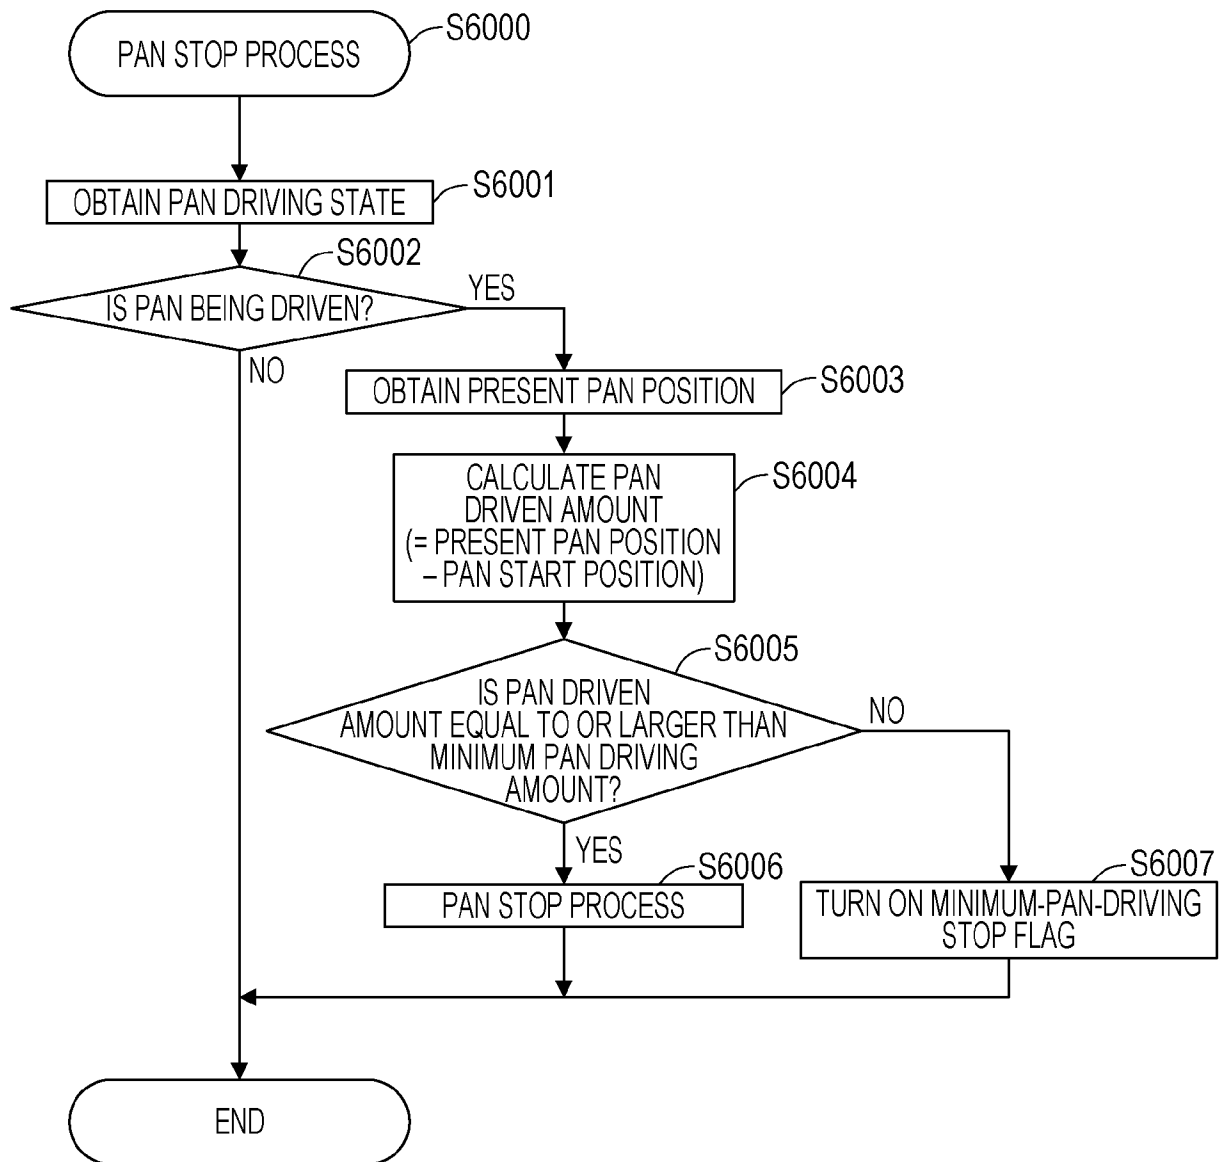 PAN STOP PROCESS
S6000
OBTAIN PAN DRIVING STATE
S6001
S6002
IS PAN BEING DRIVEN?
YES
NO
OBTAIN PRESENT PAN POSITION
S6003
CALCULATE PAN
DRIVEN AMOUNT
(= PRESENT PAN POSITION
– PAN START POSITION)
S6004
S6005
IS PAN DRIVEN
AMOUNT EQUAL TO OR LARGER THAN
MINIMUM PAN DRIVING
AMOUNT?
NO
YES
S6006
PAN STOP PROCESS
S6007
TURN ON MINIMUM-PAN-DRIVING
STOP FLAG
END